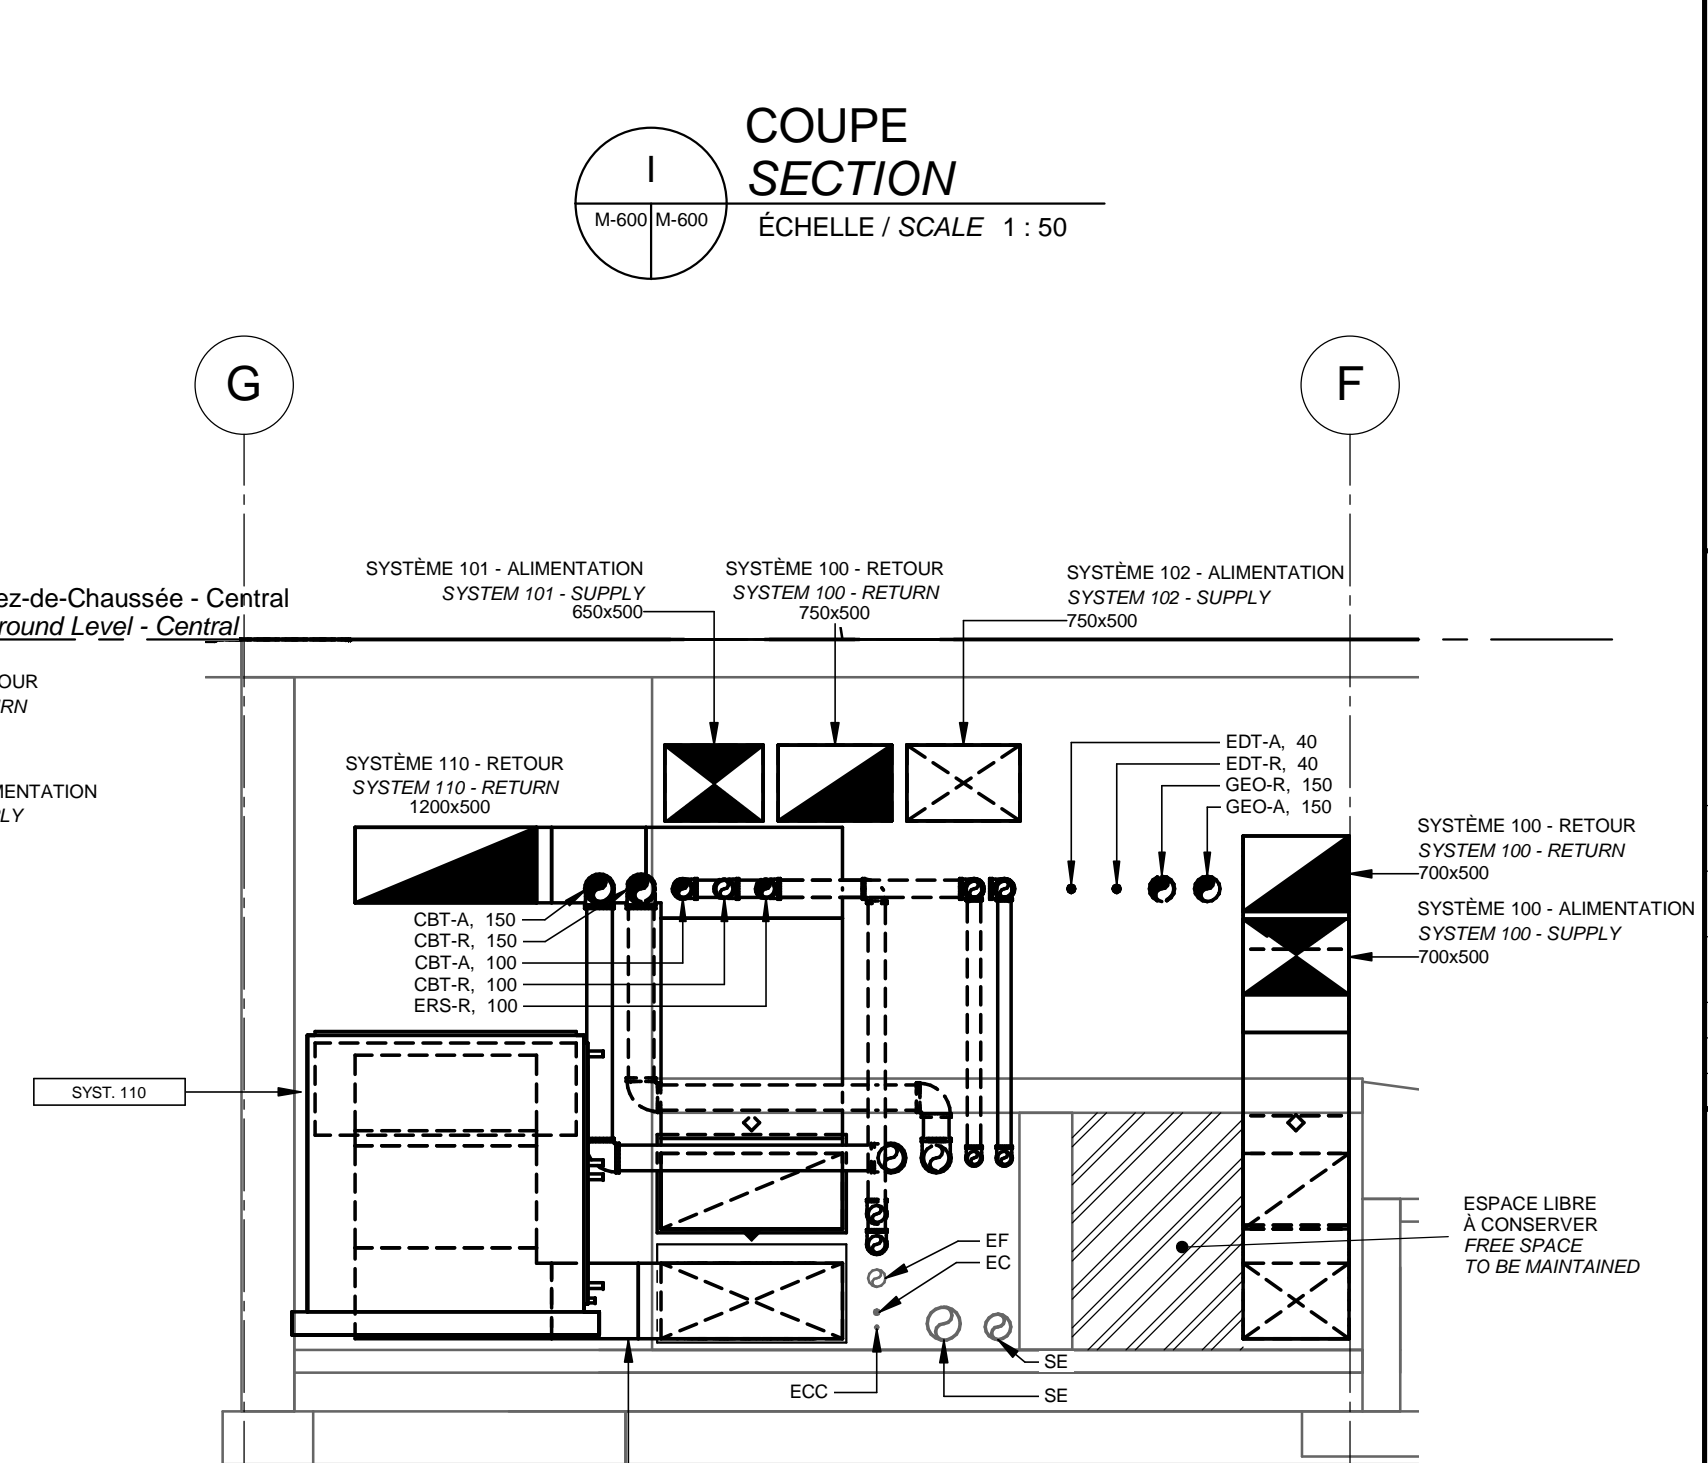 COUPE
SECTION
I
M-600 M-600
ÉCHELLE / SCALE 1 : 50
G
F
SYSTÈME 101 - ALIMENTATION
SYSTEM 101 - SUPPLY
650x500
SYSTÈME 100 - RETOUR
SYSTEM 100 - RETURN
750x500
SYSTÈME 102 - ALIMENTATION
SYSTEM 102 - SUPPLY
750x500
ez-de-Chaussée - Central
round Level - Central
OUR
RN
MENTATION
LY
SYSTÈME 110 - RETOUR
SYSTEM 110 - RETURN
1200x500
EDT-A, 40
EDT-R, 40
GEO-R, 150
GEO-A, 150
SYSTÈME 100 - RETOUR
SYSTEM 100 - RETURN
700x500
SYSTÈME 100 - ALIMENTATION
SYSTEM 100 - SUPPLY
700x500
CBT-A, 150
CBT-R, 150
CBT-A, 100
CBT-R, 100
ERS-R, 100
SYST. 110
ESPACE LIBRE
À CONSERVER
FREE SPACE
TO BE MAINTAINED
EF
EC
SE
ECC
SE